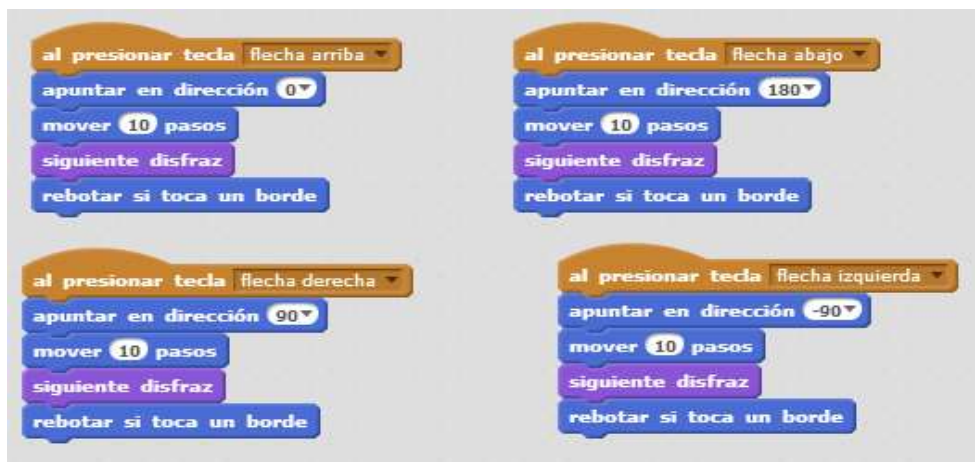 al presionar tecla flecha arriba
apuntar en dirección 0
mover 10 pasos
siguiente disfraz
rebotar si toca un borde
al presionar tecla flecha abajo
apuntar en dirección 180
mover 10 pasos
siguiente disfraz
rebotar si toca un borde
al presionar tecla flecha derecha
apuntar en dirección 90
mover 10 pasos
siguiente disfraz
rebotar si toca un borde
al presionar tecla flecha izquierda
apuntar en dirección -90
mover 10 pasos
siguiente disfraz
rebotar si toca un borde